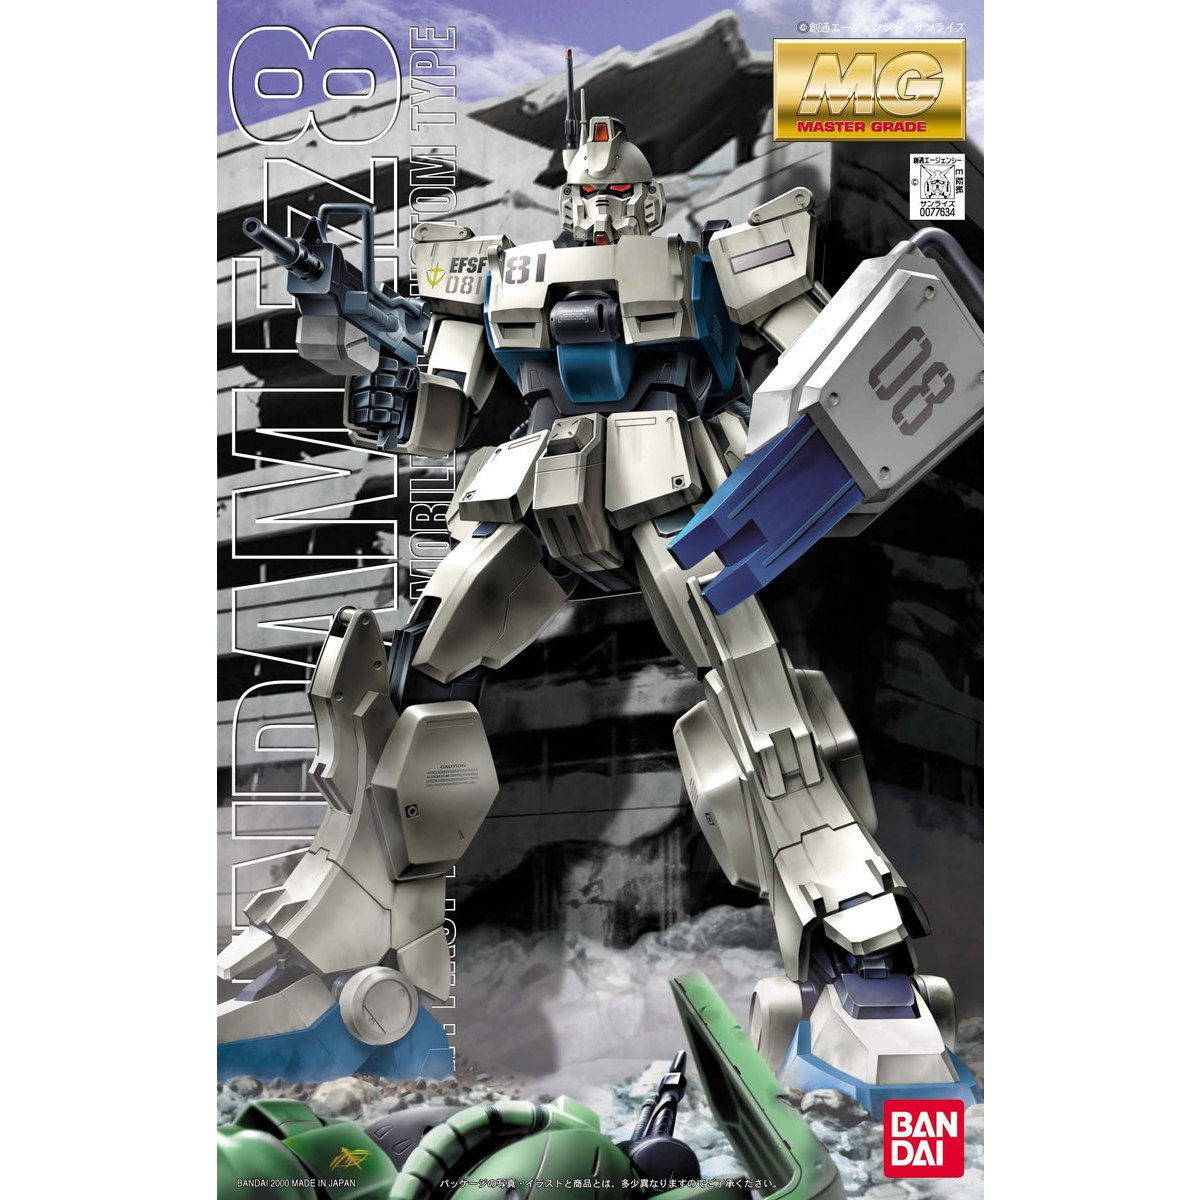 ©創通エージェンシー・サンライズ
MG
MASTER GRADE
創通エージェンシー
©
サンライズ
0077634
GUNDAM Ez8
CUSTOM TYPE
MOBILE
EFSF
081
81
08
CAUTION
BAN
DAI
BANDAI 2000 MADE IN JAPAN
パッケージの写真・イラストと商品とは、多少異なりますのでご了承ください。